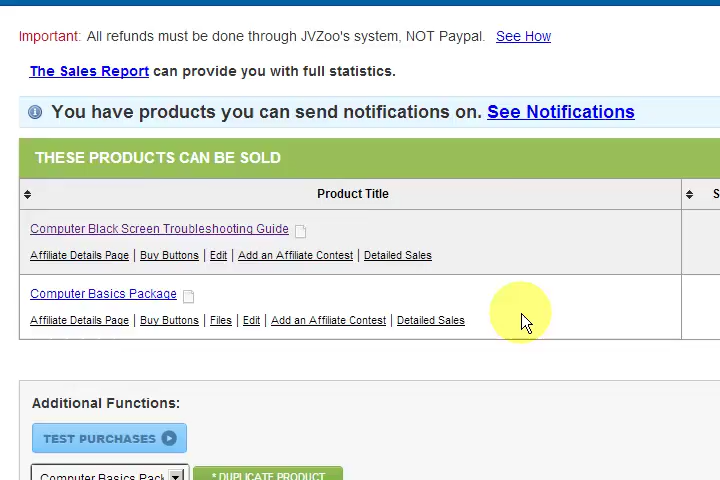 Important: All refunds must be done through JVZoo's system, NOT Paypal. See How
The Sales Report can provide you with full statistics.
You have products you can send notifications on. See Notifications
THESE PRODUCTS CAN BE SOLD
Product Title S
Computer Black Screen Troubleshooting Guide
Affiliate Details Page | Buy Buttons | Edit | Add an Affiliate Contest | Detailed Sales
Computer Basics Package
Affiliate Details Page | Buy Buttons | Files | Edit | Add an Affiliate Contest | Detailed Sales
Additional Functions:
TEST PURCHASES
Computer Basics Pack * DUPLICATE PRODUCT